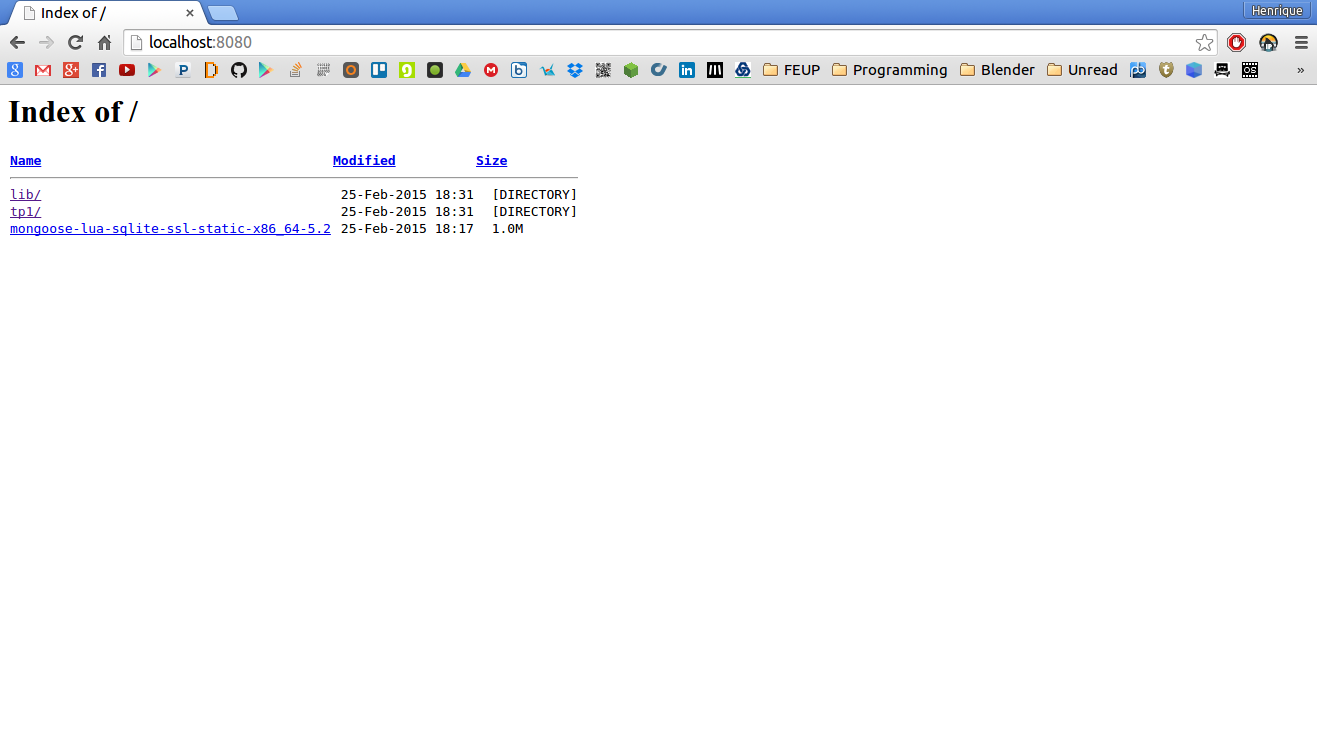 Index of /
Henrique
localhost:8080
FEUP Programming Blender Unread »
Index of /
Name Modified Size
lib/ 25-Feb-2015 18:31 [DIRECTORY]
tp1/ 25-Feb-2015 18:31 [DIRECTORY]
mongoose-lua-sqlite-ssl-static-x86_64-5.2 25-Feb-2015 18:17 1.0M